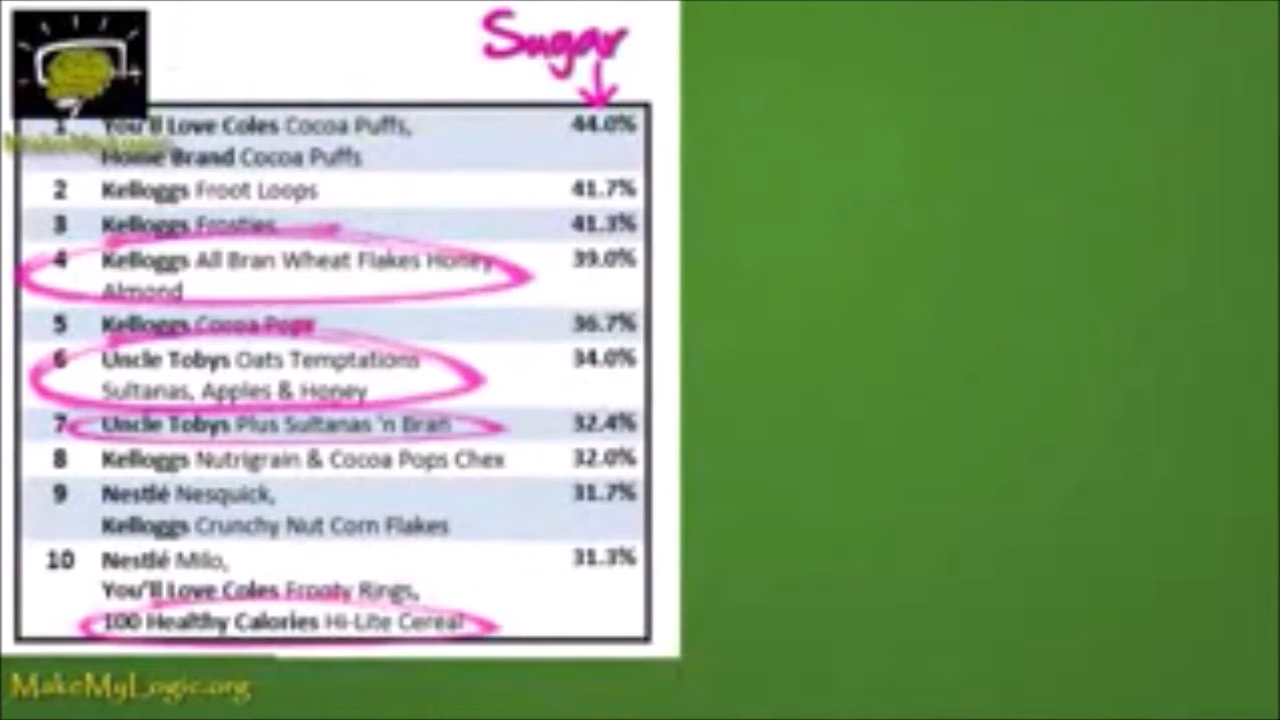 Sugar
1 You'll Love Coles Cocoa Puffs, 44.0%
Home Brand Cocoa Puffs
2 Kelloggs Froot Loops 41.7%
3 Kelloggs Frosties 41.3%
4 Kelloggs All Bran Wheat Flakes Honey 39.0%
Almond
5 Kelloggs Cocoa Pops 36.7%
6 Uncle Tobys Oats Temptations 34.0%
Sultanas, Apples & Honey
7 Uncle Tobys Plus Sultanas 'n Bran 32.4%
8 Kelloggs Nutrigrain & Cocoa Pops Chex 32.0%
9 Nestlé Nesquick, 31.7%
Kelloggs Crunchy Nut Corn Flakes
10 Nestlé Milo, 31.3%
You'll Love Coles Frooty Rings,
100 Healthy Calories Hi-Lite Cereal
MakeMyLogic.org